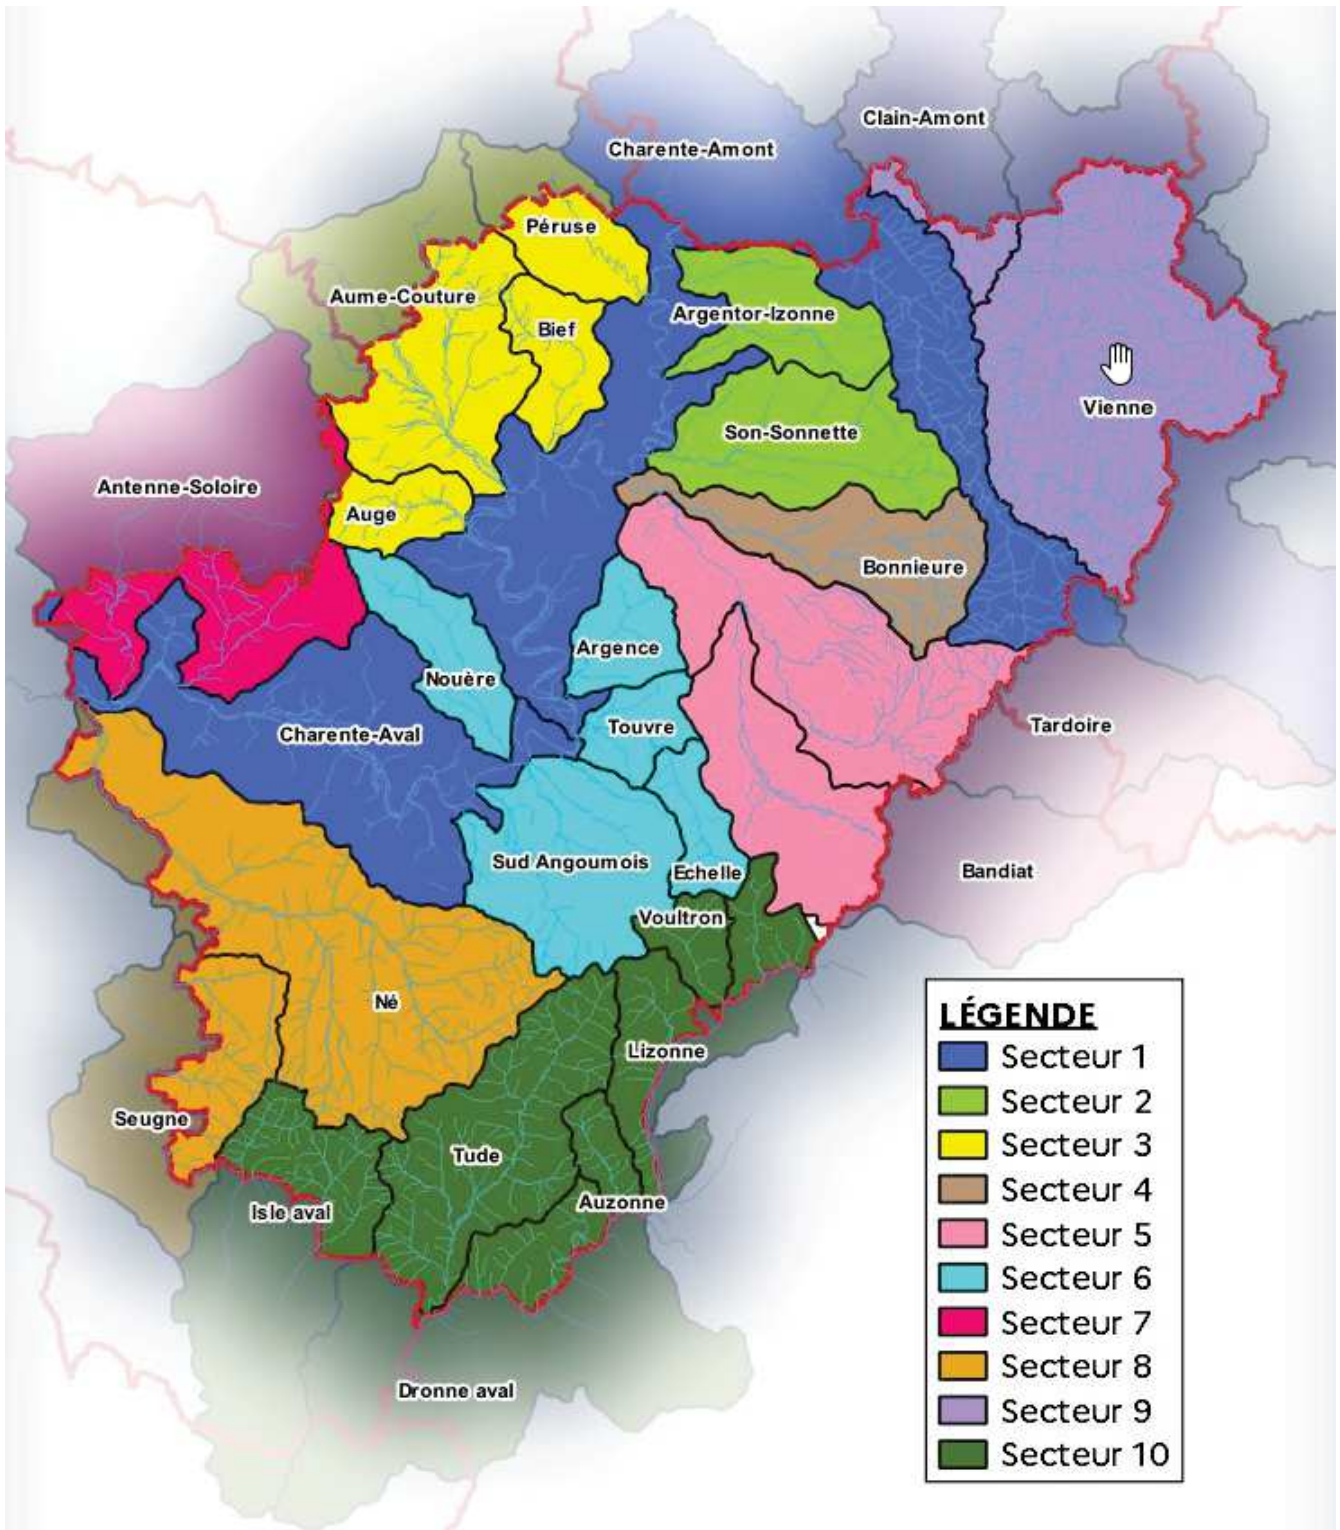 Clain-Amont
Charente-Amont
Péruse
Aume-Couture
Argentor-Izonne
Bief
Vienne
Son-Sonnette
Antenne-Soloire
Auge
Bonnieure
Argence
Nouère
Tardoire
Touvre
Charente-Aval
Sud Angoumois
Echelle
Bandiat
Voultron
Né
Lizonne
Seugne
Tude
Auzonne
Isle aval
Dronne aval
LÉGENDE
Secteur 1
Secteur 2
Secteur 3
Secteur 4
Secteur 5
Secteur 6
Secteur 7
Secteur 8
Secteur 9
Secteur 10